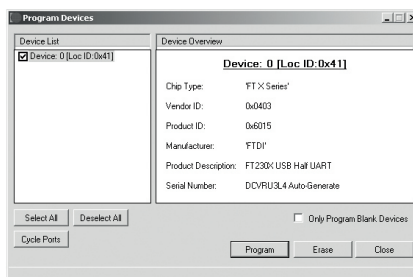 Program Devices
Device List
Device: 0 [Loc ID:0x41]
Device Overview
Device: 0 [Loc ID:0x41]
Chip Type: 'FT X Series'
Vendor ID: 0x0403
Product ID: 0x6015
Manufacturer: 'FTDI'
Product Description: FT230X USB Half UART
Serial Number: DCVRU3L4 Auto-Generate
Select All
Deselect All
Only Program Blank Devices
Cycle Ports
Program
Erase
Close